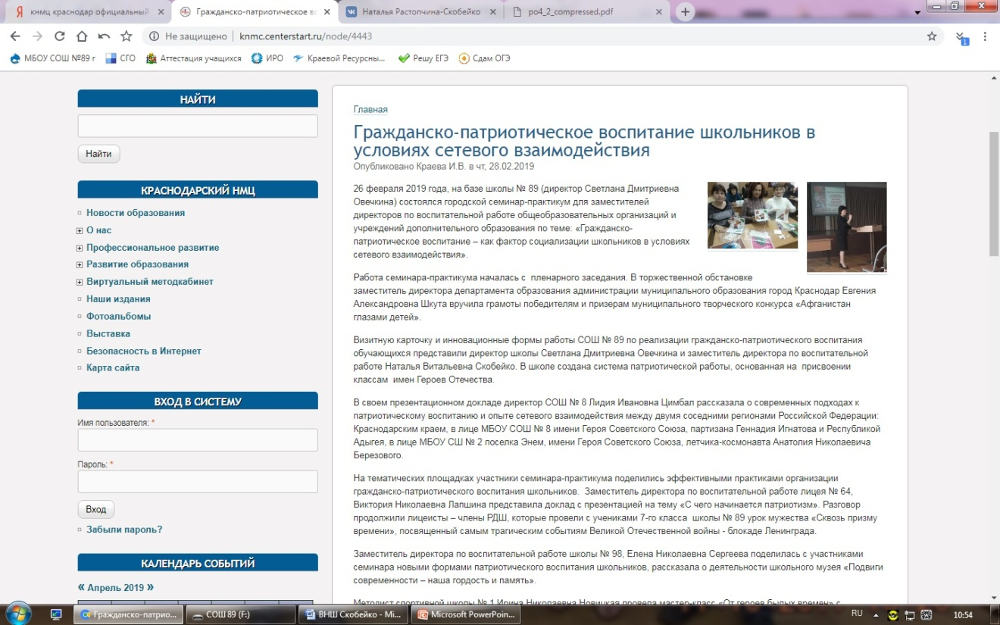 кнмц краснодар официальный
Гражданско-патриотическое вс
Наталья Растопчина-Скобейко
po4_2_compressed.pdf
Не защищено | knmc.centerstart.ru/node/4443
МБОУ СОШ №89 г
СГО
Аттестация учащихся
ИРО
Краевой Ресурсны...
Решу ЕГЭ
Сдам ОГЭ
НАЙТИ
Найти
КРАСНОДАРСКИЙ НМЦ
Новости образования
О нас
Профессиональное развитие
Развитие образования
Виртуальный методкабинет
Наши издания
Фотоальбомы
Выставка
Безопасность в Интернет
Карта сайта
ВХОД В СИСТЕМУ
Имя пользователя: *
Пароль: *
Вход
Забыли пароль?
КАЛЕНДАРЬ СОБЫТИЙ
« Апрель 2019 »
Главная
Гражданско-патриотическое воспитание школьников в
условиях сетевого взаимодействия
Опубликовано Краева И.В. в чт, 28.02.2019
26 февраля 2019 года, на базе школы № 89 (директор Светлана Дмитриевна
Овечкина) состоялся городской семинар-практикум для заместителей
директоров по воспитательной работе общеобразовательных организаций и
учреждений дополнительного образования по теме: «Гражданско-
патриотическое воспитание – как фактор социализации школьников в условиях
сетевого взаимодействия».
Работа семинара-практикума началась с  пленарного заседания. В торжественной обстановке
заместитель директора департамента образования администрации муниципального образования город Краснодар Евгения
Александровна Шкута вручила грамоты победителям и призерам муниципального творческого конкурса «Афганистан
глазами детей».
Визитную карточку и инновационные формы работы СОШ № 89 по реализации гражданско-патриотического воспитания
обучающихся представили директор школы Светлана Дмитриевна Овечкина и заместитель директора по воспитательной
работе Наталья Витальевна Скобейко. В школе создана система патриотической работы, основанная на  присвоении
классам  имен Героев Отечества.
В своем презентационном докладе директор СОШ № 8 Лидия Ивановна Цимбал рассказала о современных подходах к
патриотическому воспитанию и опыте сетевого взаимодействия между двумя соседними регионами Российской Федерации:
Краснодарским краем, в лице МБОУ СОШ № 8 имени Героя Советского Союза, партизана Геннадия Игнатова и Республикой
Адыгея, в лице МБОУ СШ № 2 поселка Энем, имени Героя Советского Союза, летчика-космонавта Анатолия Николаевича
Березового.
На тематических площадках участники семинара-практикума поделились эффективными практиками организации
гражданско-патриотического воспитания школьников.  Заместитель директора по воспитательной работе лицея № 64,
Виктория Николаевна Лапшина представила доклад с презентацией на тему «С чего начинается патриотизм». Разговор
продолжили лицеисты – члены РДШ, которые провели с учениками 7-го класса  школы № 89 урок мужества «Сквозь призму
времени», посвященный самым трагическим событиям Великой Отечественной войны - блокаде Ленинграда.
Заместитель директора по воспитательной работе школы № 98, Елена Николаевна Сергеева поделилась с участниками
семинара новыми формами патриотического воспитания школьников, рассказала о деятельности школьного музея «Подвиги
современности – наша гордость и память».
Методист спортивной школы № 1 Ирина Николаевна Новицкая провела мастер-класс «От героев былых времен» с
Гражданско-патрио...
СОШ 89 (F:)
ВНШ Скобейко - Mi...
Microsoft PowerPoin...
RU
10:54